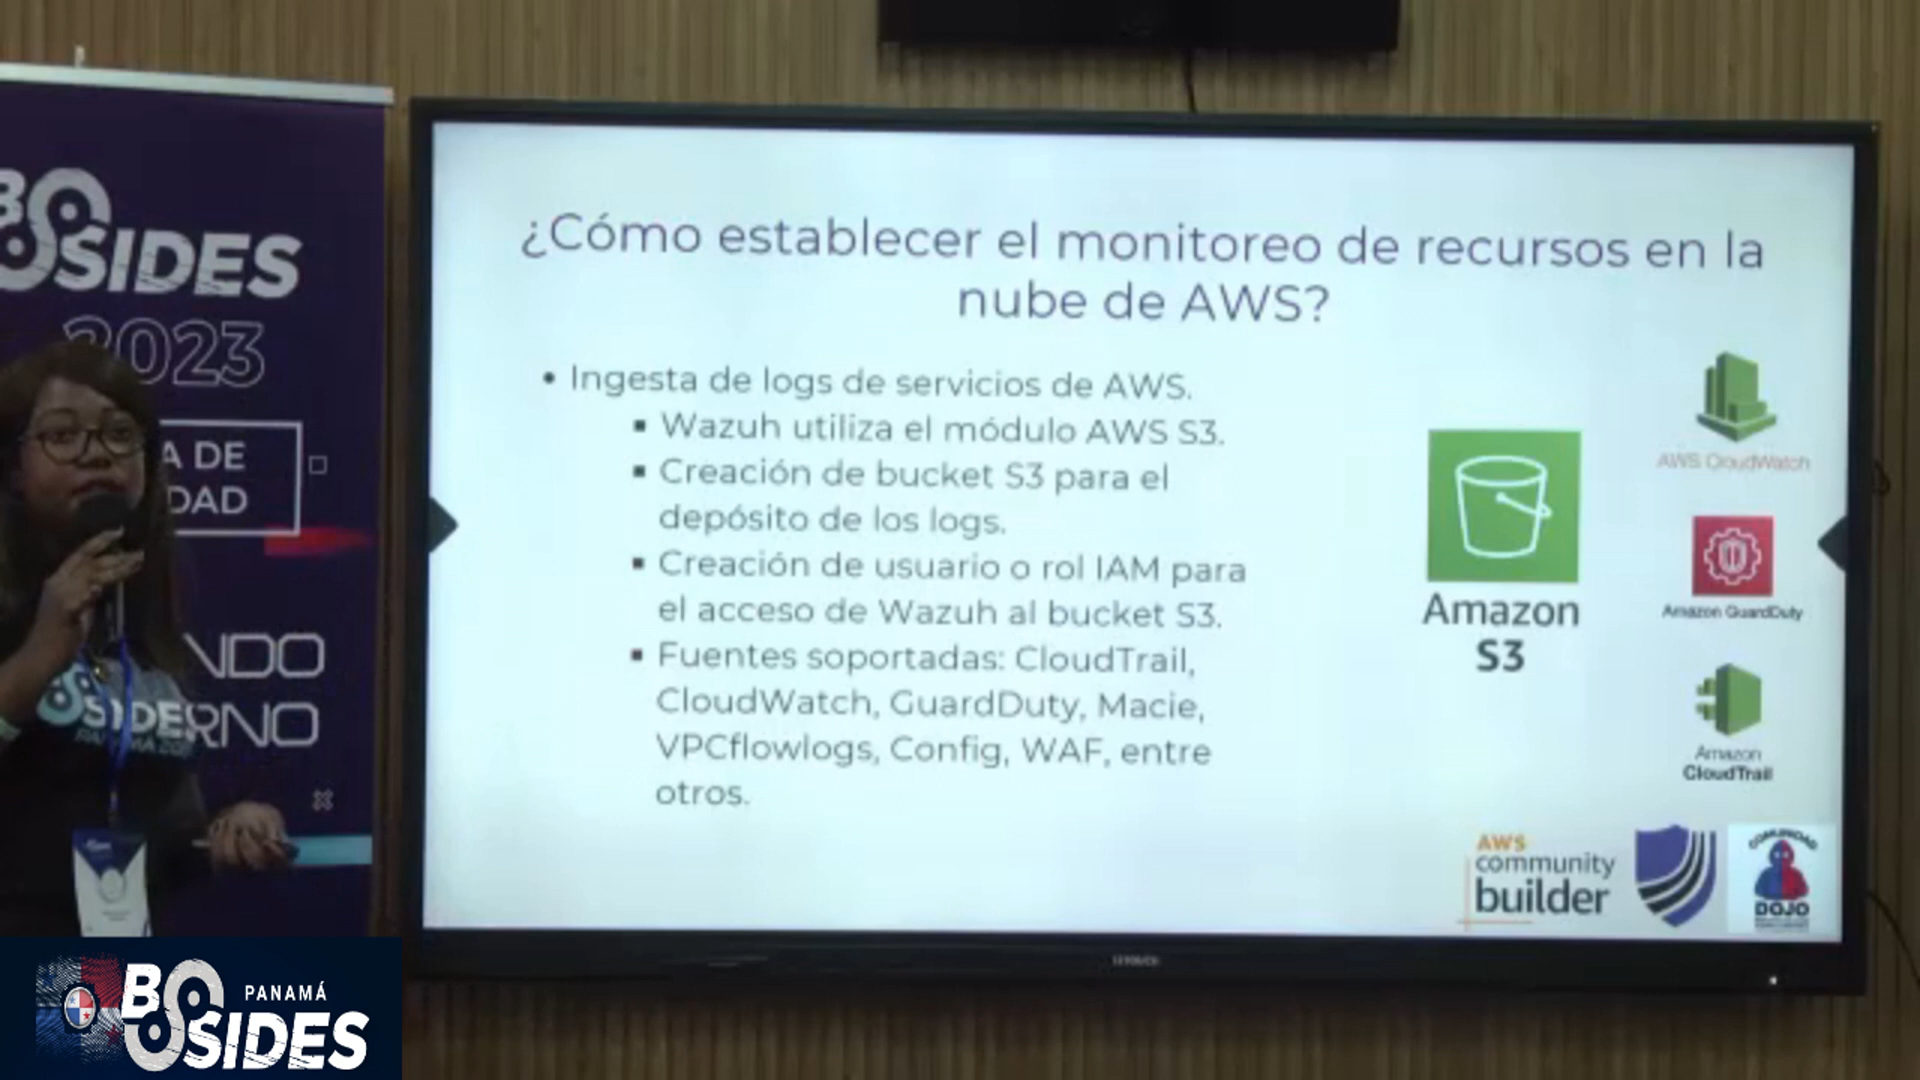 BSIDES
2023
A DE
DAD
NDO
RNO
SIDES
¿Cómo establecer el monitoreo de recursos en la
nube de AWS?
• Ingesta de logs de servicios de AWS.
▪ Wazuh utiliza el módulo AWS S3.
▪ Creación de bucket S3 para el
depósito de los logs.
▪ Creación de usuario o rol IAM para
el acceso de Wazuh al bucket S3.
▪ Fuentes soportadas: CloudTrail,
CloudWatch, GuardDuty, Macie,
VPCflowlogs, Config, WAF, entre
otros.
Amazon
S3
AWS CloudWatch
Amazon GuardDuty
Amazon
CloudTrail
AWS
community
builder
COMUNIDAD
DOJO
BSIDES
PANAMÁ